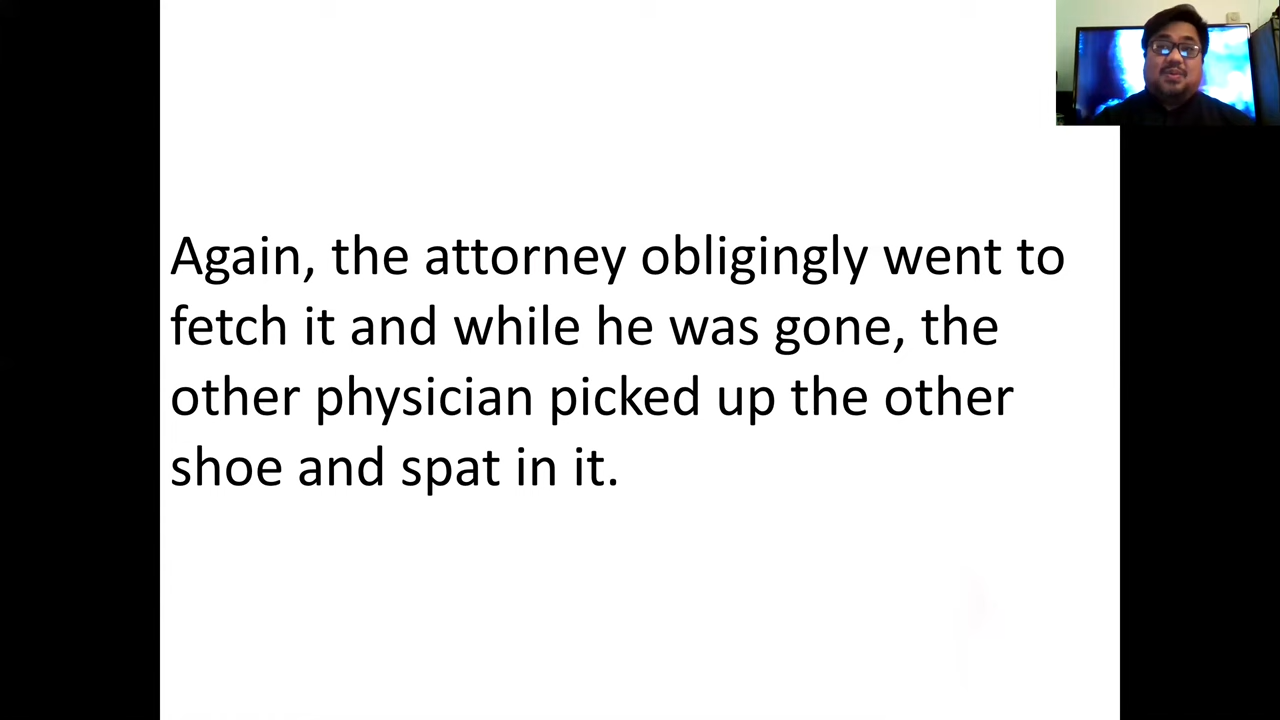 Again, the attorney obligingly went to
fetch it and while he was gone, the
other physician picked up the other
shoe and spat in it.